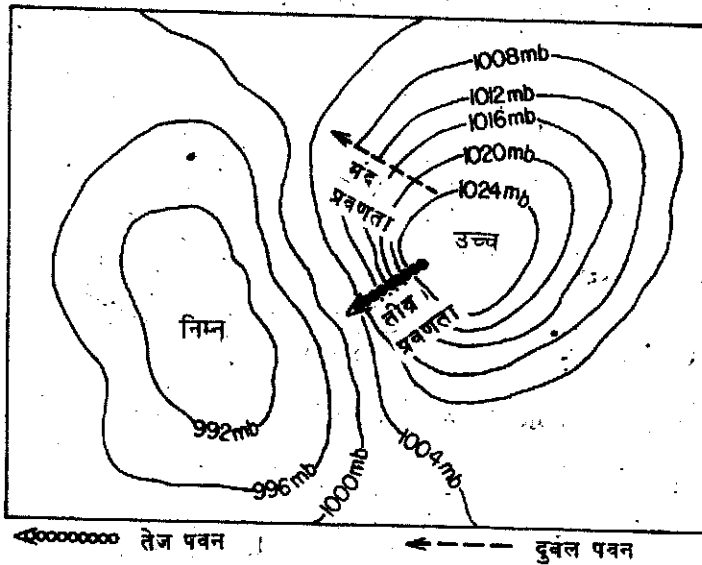 1008mb
1012mb
1016mb
1020mb
1024mb
मंद
प्रवणता
उच्च
तीव्र
प्रवणता
निम्न
992mb
996mb
1000mb
1004mb
तेज पवन
दुर्बल पवन